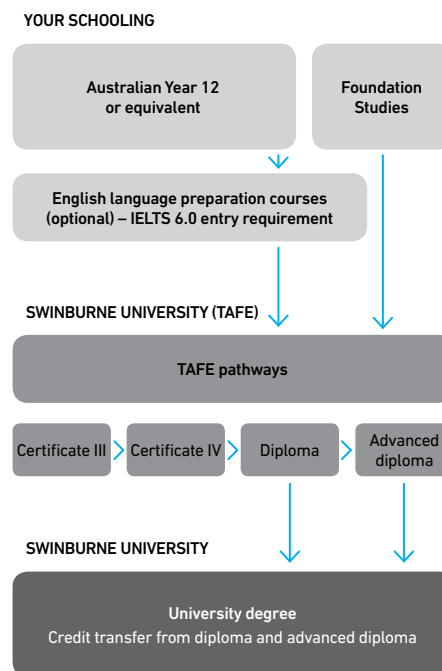 YOUR SCHOOLING
Australian Year 12
or equivalent
Foundation
Studies
English language preparation courses
(optional) – IELTS 6.0 entry requirement
SWINBURNE UNIVERSITY (TAFE)
TAFE pathways
Certificate III
Certificate IV
Diploma
Advanced
diploma
SWINBURNE UNIVERSITY
University degree
Credit transfer from diploma and advanced diploma